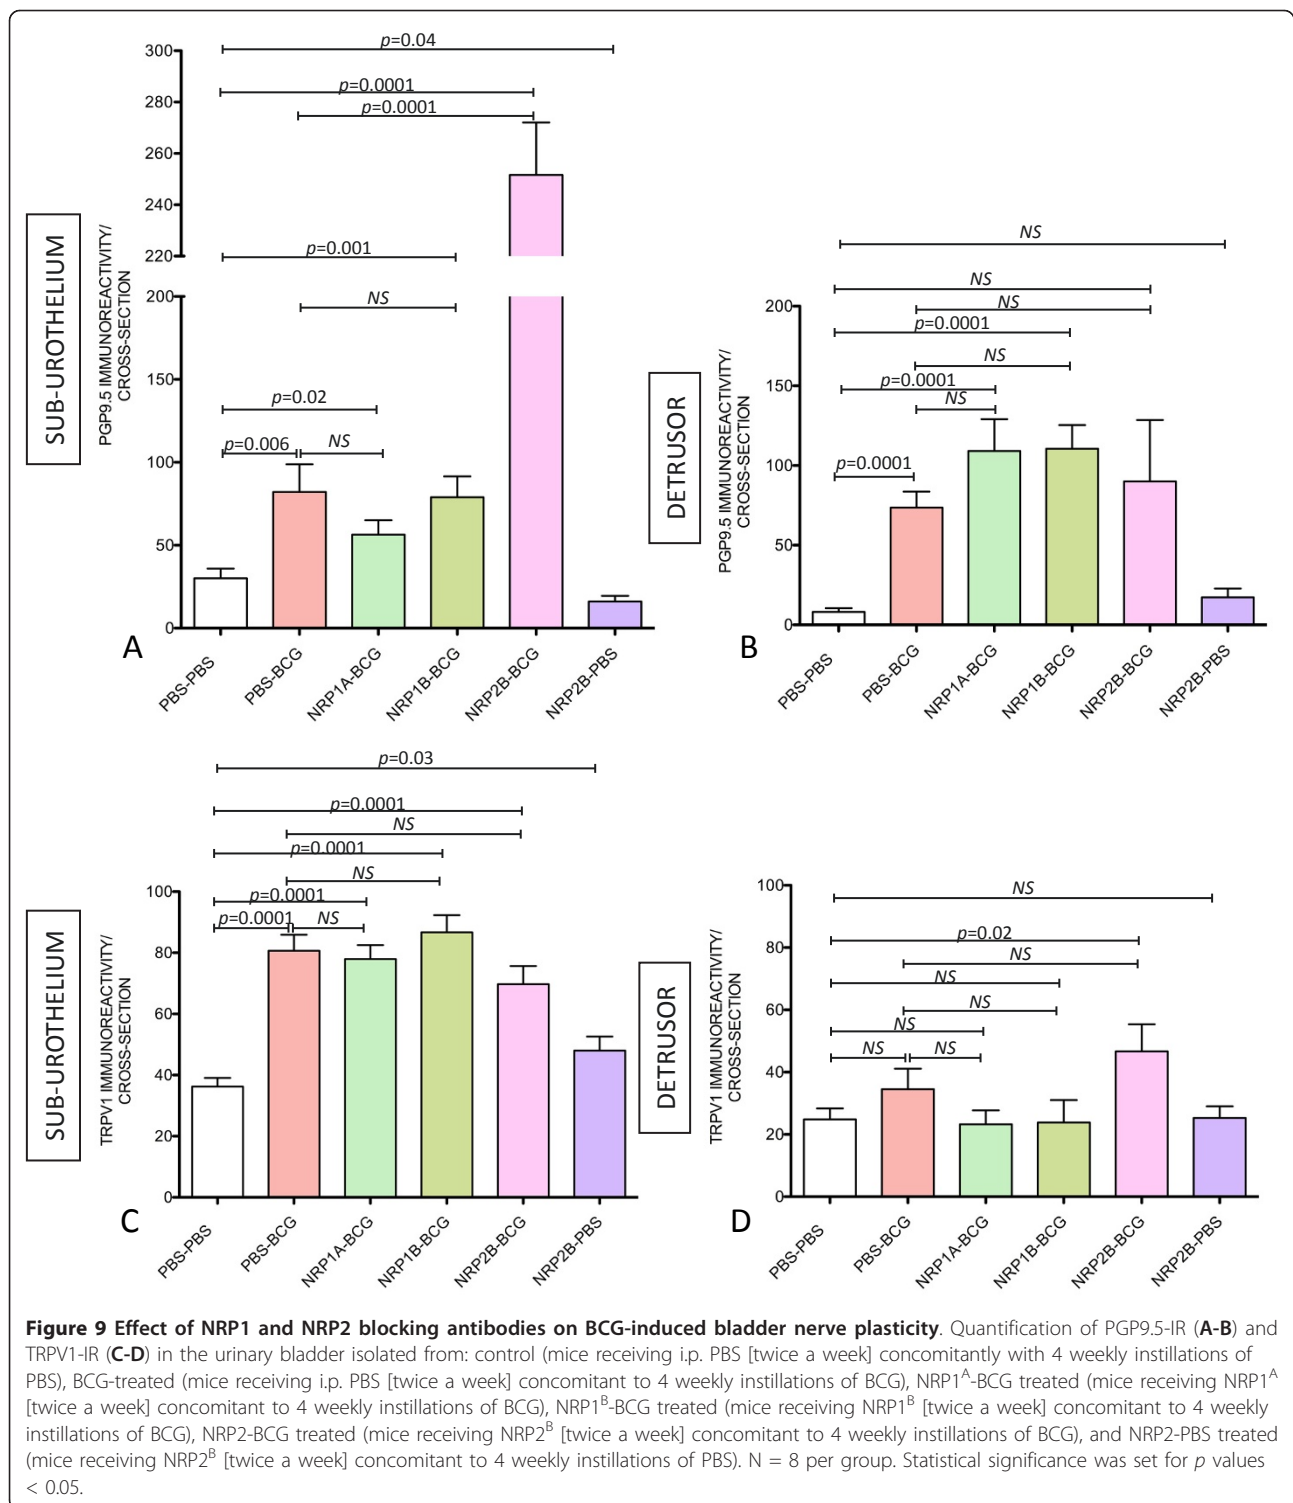 SUB-UROTHELIUM
PGP9.5 IMMUNOREACTIVITY/
CROSS-SECTION
300
280
260
240
220
200
150
100
50
0
p=0.04
p=0.0001
p=0.0001
p=0.001
NS
p=0.02
p=0.006
NS
A
PBS-PBS
PBS-BCG
NRP1A-BCG
NRP1B-BCG
NRP2B-BCG
NRP2B-PBS
DETRUSOR
PGP9.5 IMMUNOREACTIVITY/
CROSS-SECTION
200
150
100
50
0
NS
NS
NS
p=0.0001
NS
p=0.0001
NS
p=0.0001
B
PBS-PBS
PBS-BCG
NRP1A-BCG
NRP1B-BCG
NRP2B-BCG
NRP2B-PBS
SUB-UROTHELIUM
TRPV1 IMMUNOREACTIVITY/
CROSS-SECTION
100
80
60
40
20
0
p=0.03
p=0.0001
NS
p=0.0001
NS
p=0.0001
p=0.0001
NS
C
PBS-PBS
PBS-BCG
NRP1A-BCG
NRP1B-BCG
NRP2B-BCG
NRP2B-PBS
DETRUSOR
TRPV1 IMMUNOREACTIVITY/
CROSS-SECTION
100
80
60
40
20
0
NS
p=0.02
NS
NS
NS
NS
NS
NS
D
PBS-PBS
PBS-BCG
NRP1A-BCG
NRP1B-BCG
NRP2B-BCG
NRP2B-PBS
Figure 9 Effect of NRP1 and NRP2 blocking antibodies on BCG-induced bladder nerve plasticity. Quantification of PGP9.5-IR (A-B) and
TRPV1-IR (C-D) in the urinary bladder isolated from: control (mice receiving i.p. PBS [twice a week] concomitantly with 4 weekly instillations of
PBS), BCG-treated (mice receiving i.p. PBS [twice a week] concomitant to 4 weekly instillations of BCG), NRP1A-BCG treated (mice receiving NRP1A
[twice a week] concomitant to 4 weekly instillations of BCG), NRP1B-BCG treated (mice receiving NRP1B [twice a week] concomitant to 4 weekly
instillations of BCG), NRP2-BCG treated (mice receiving NRP2B [twice a week] concomitant to 4 weekly instillations of BCG), and NRP2-PBS treated
(mice receiving NRP2B [twice a week] concomitant to 4 weekly instillations of PBS). N = 8 per group. Statistical significance was set for p values
< 0.05.